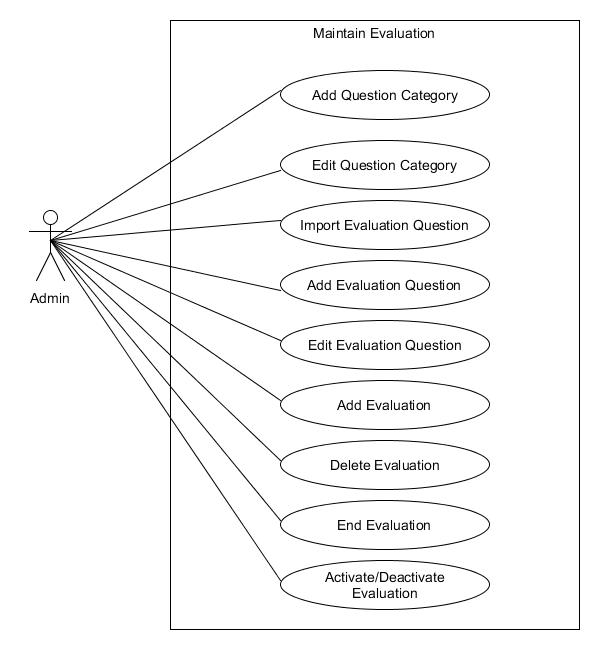 Maintain Evaluation
Add Question Category
Edit Question Category
Import Evaluation Question
Add Evaluation Question
Admin
Edit Evaluation Question
Add Evaluation
Delete Evaluation
End Evaluation
Activate/Deactivate
Evaluation